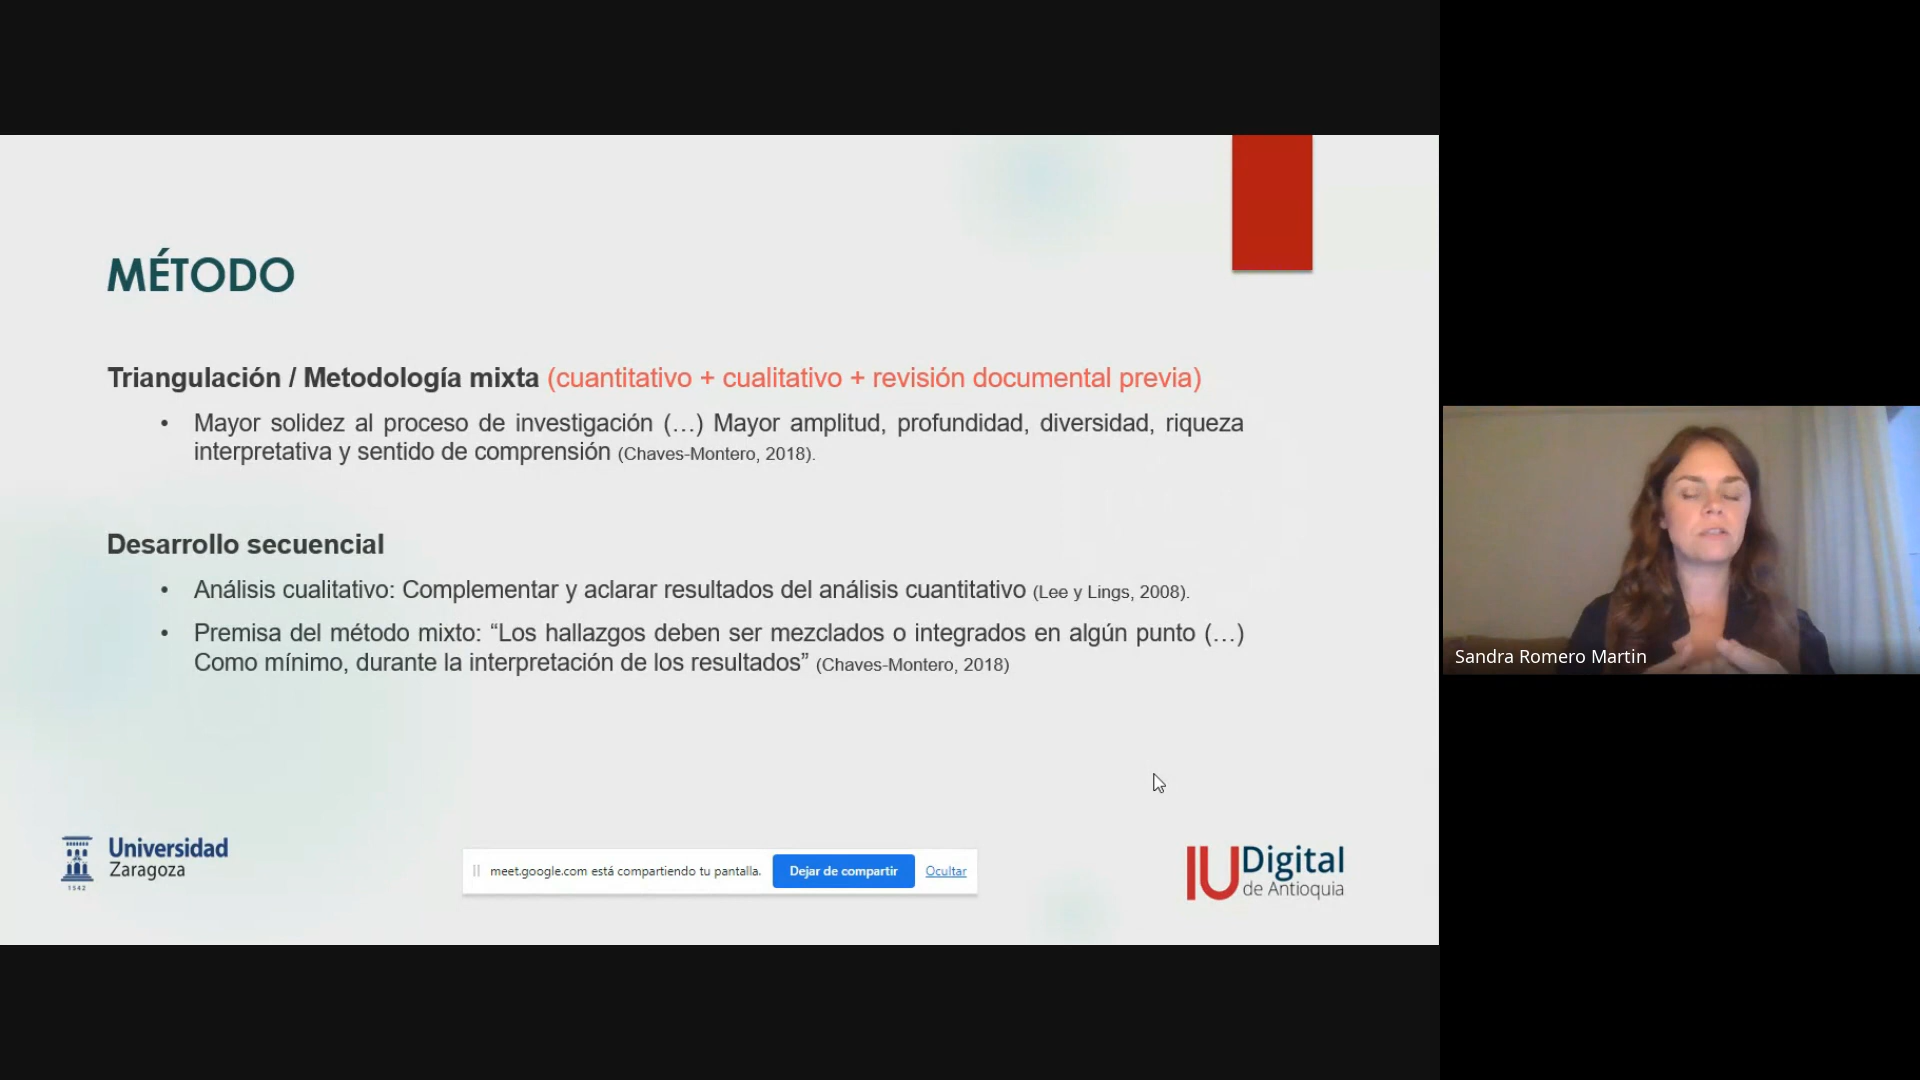 MÉTODO
Triangulación / Metodología mixta (cuantitativo + cualitativo + revisión documental previa)
• Mayor solidez al proceso de investigación (…) Mayor amplitud, profundidad, diversidad, riqueza
interpretativa y sentido de comprensión (Chaves-Montero, 2018).
Desarrollo secuencial
• Análisis cualitativo: Complementar y aclarar resultados del análisis cuantitativo (Lee y Lings, 2008).
• Premisa del método mixto: “Los hallazgos deben ser mezclados o integrados en algún punto (…)
Como mínimo, durante la interpretación de los resultados” (Chaves-Montero, 2018)
Universidad
Zaragoza
1542
meet.google.com está compartiendo tu pantalla.
Dejar de compartir
Ocultar
IU Digital
de Antioquia
Sandra Romero Martin